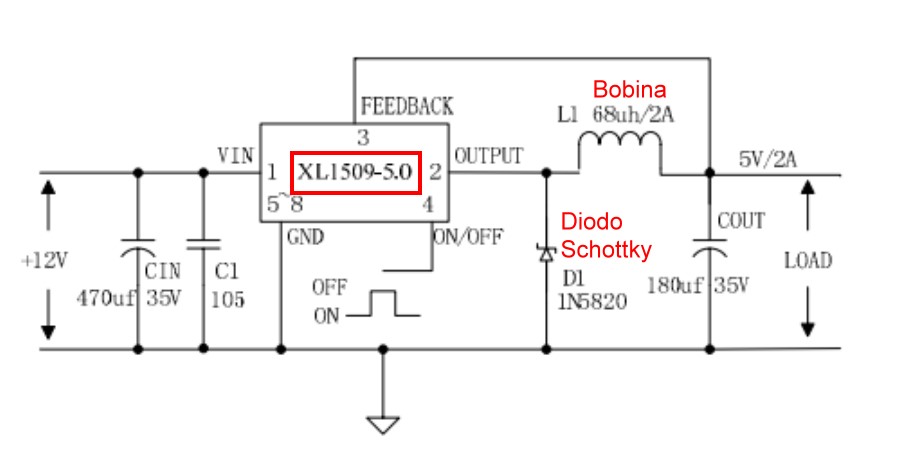 Bobina
L1 68uh/2A
FEEDBACK
3
VIN
1
XL1509-5.0
2
OUTPUT
5~8
4
5V/2A
GND
ON/OFF
Diodo
Schottky
COUT
+12V
CIN
470uf 35V
C1
105
OFF
ON
D1
1N5820
180uf 35V
LOAD